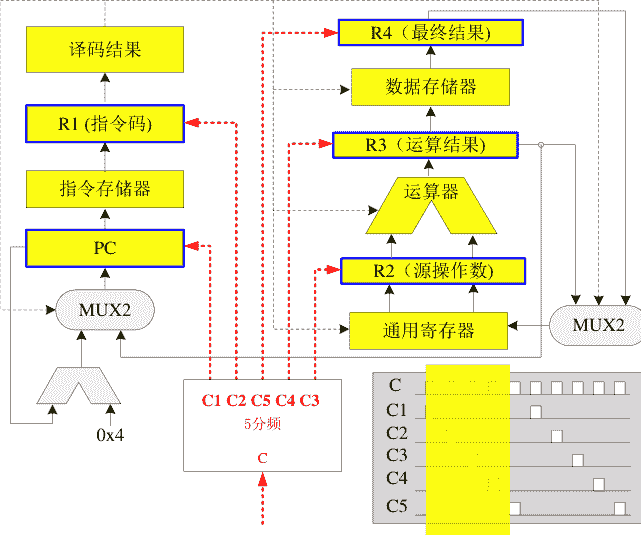 译码结果
R1 (指令码)
指令存储器
PC
MUX2
0x4
R4（最终结果)
数据存储器
R3（运算结果)
运算器
R2（源操作数)
通用寄存器
MUX2
C1 C2 C5 C4 C3
5分频
C
C
C1
C2
C3
C4
C5